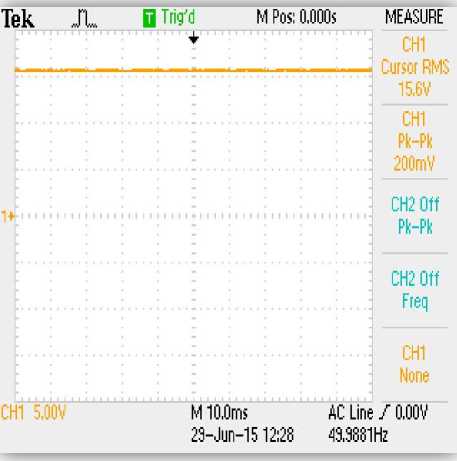 Tek
T Trig'd
M Pos: 0.000s
MEASURE
CH1
Cursor RMS
15.6V
CH1
Pk-Pk
200mV
CH2 Off
Pk-Pk
CH2 Off
Freq
CH1
None
1
CH1 5.00V
M 10.0ms
AC Line / 0.00V
29-Jun-15 12:28
49.9881Hz